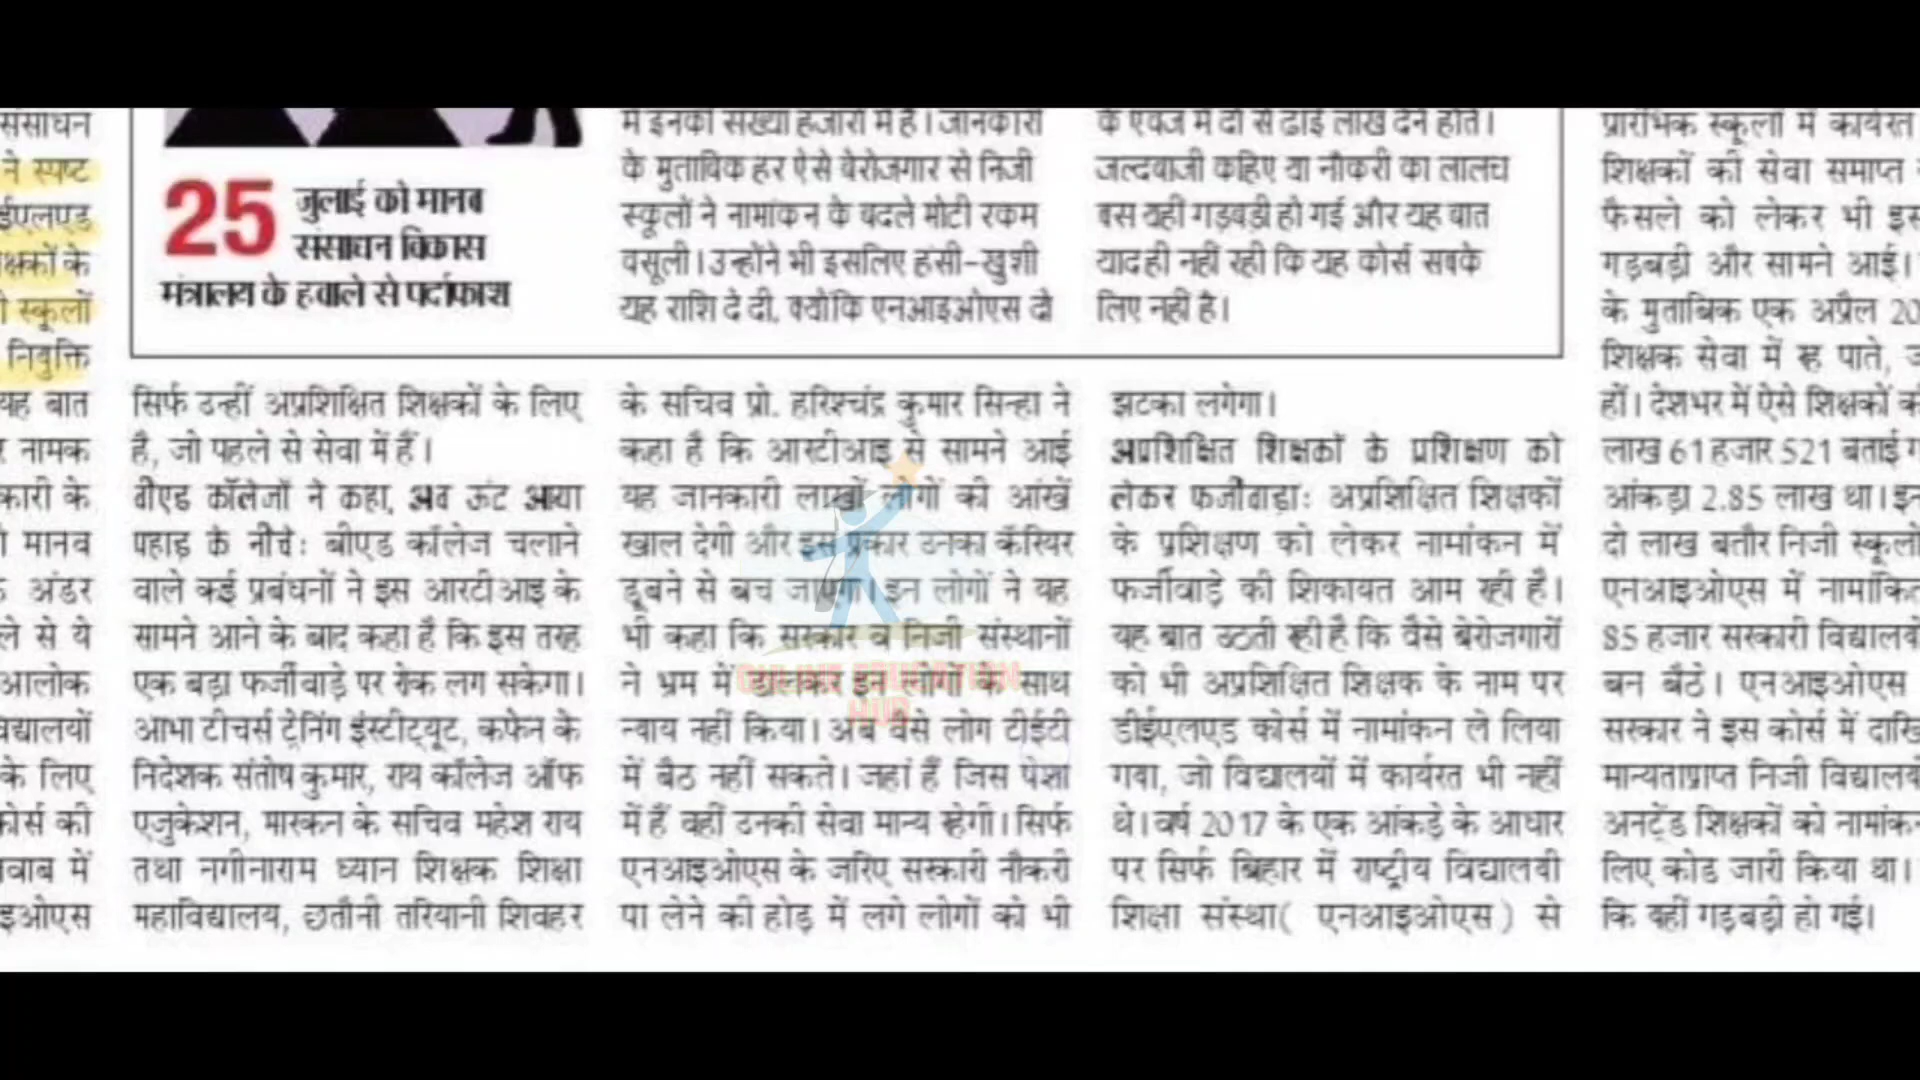 संसाधन
ने स्पष्ट
ईएलएड
क्षकों के
स्कूलों
नियुक्ति
यह बात
नामक
कारी के
मानव
अंडर
ले से ये
आलोक
विद्यालयों
के लिए
कोर्स की
जवाब में
इओएस
25 जुलाई को मानव
संसाधन विकास
मंत्रालय के हवाले से पर्दाफाश
में इनकी संख्या हजारों में है। जानकारी
के मुताबिक हर ऐसे बेरोजगार से निजी
स्कूलों ने नामांकन के बदले मोटी रकम
वसूली। उन्होंने भी इसलिए हंसी-खुशी
यह राशि दे दी, क्योंकि एनआइओएस दो
के एवज में दो से ढाई लाख देने होते।
जल्दबाजी कहिए या नौकरी का लालच
बस यही गड़बड़ी हो गई और यह बात
याद ही नहीं रही कि यह कोर्स सबके
लिए नहीं है।
सिर्फ उन्हीं अप्रशिक्षित शिक्षकों के लिए
है, जो पहले से सेवा में हैं।
बीएड कॉलेजों ने कहा, अब ऊंट आया
पहाड़ के नीचे: बीएड कॉलेज चलाने
वाले कई प्रबंधनों ने इस आरटीआइ के
सामने आने के बाद कहा है कि इस तरह
एक बड़ा फर्जीवाड़े पर रोक लग सकेगा।
आभा टीचर्स ट्रेनिंग इंस्टीट्यूट, कफेन के
निदेशक संतोष कुमार, राय कॉलेज ऑफ
एजुकेशन, मारकन के सचिव महेश राय
तथा नगीनाराम ध्यान शिक्षक शिक्षा
महाविद्यालय, छतौनी तरियानी शिवहर
के सचिव प्रो. हरिश्चंद्र कुमार सिन्हा ने
कहा है कि आरटीआइ से सामने आई
यह जानकारी लाखों लोगों की आंखें
खोल देगी और इस प्रकार उनका कॅरियर
डूबने से बच जाएगा। इन लोगों ने यह
भी कहा कि सरकार व निजी संस्थानों
ने भ्रम में डालकर इन लोगों के साथ
न्याय नहीं किया। अब वैसे लोग टीईटी
में बैठ नहीं सकते। जहां हैं जिस पेशा
में हैं वहीं उनकी सेवा मान्य रहेगी। सिर्फ
एनआइओएस के जरिए सरकारी नौकरी
पा लेने की होड़ में लगे लोगों को भी
झटका लगेगा।
अप्रशिक्षित शिक्षकों के प्रशिक्षण को
लेकर फर्जीवाड़ा: अप्रशिक्षित शिक्षकों
के प्रशिक्षण को लेकर नामांकन में
फर्जीवाड़े की शिकायत आम रही है।
यह बात उठती रही है कि वैसे बेरोजगारों
को भी अप्रशिक्षित शिक्षक के नाम पर
डीईएलएड कोर्स में नामांकन ले लिया
गया, जो विद्यालयों में कार्यरत भी नहीं
थे। वर्ष 2017 के एक आंकड़े के आधार
पर सिर्फ बिहार में राष्ट्रीय विद्यालयी
शिक्षा संस्था( एनआइओएस ) से
प्रारंभिक स्कूलों में कार्यरत
शिक्षकों की सेवा समाप्त
फैसले को लेकर भी इस
गड़बड़ी और सामने आई।
के मुताबिक एक अप्रैल 20
शिक्षक सेवा में रह पाते, ज
हों। देशभर में ऐसे शिक्षकों की
लाख 61 हजार 521 बताई ग
आंकड़ा 2.85 लाख था। इन
दो लाख बतौर निजी स्कूलों
एनआइओएस में नामांकित
85 हजार सरकारी विद्यालयों
बन बैठे। एनआइओएस
सरकार ने इस कोर्स में दाखि
मान्यताप्राप्त निजी विद्यालयों
अनट्रेंड शिक्षकों को नामांकन
लिए कोड जारी किया था।
कि वहीं गड़बड़ी हो गई।
ONLINE EDUCATION
HUB